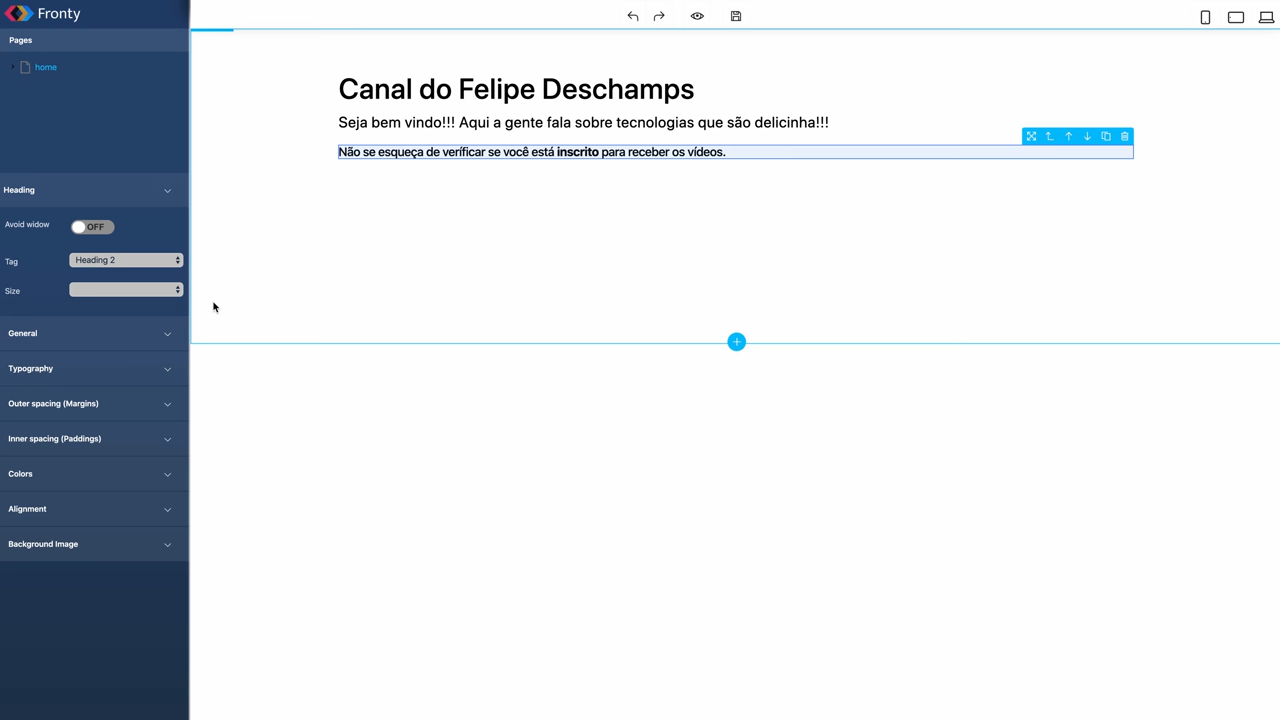 Fronty
Pages
home
Heading
Avoid widow
OFF
Tag
Heading 2
Size
General
Typography
Outer spacing (Margins)
Inner spacing (Paddings)
Colors
Alignment
Background Image
Canal do Felipe Deschamps
Seja bem vindo!!! Aqui a gente fala sobre tecnologias que são delicinha!!!
Não se esqueça de verificar se você está inscrito para receber os vídeos.